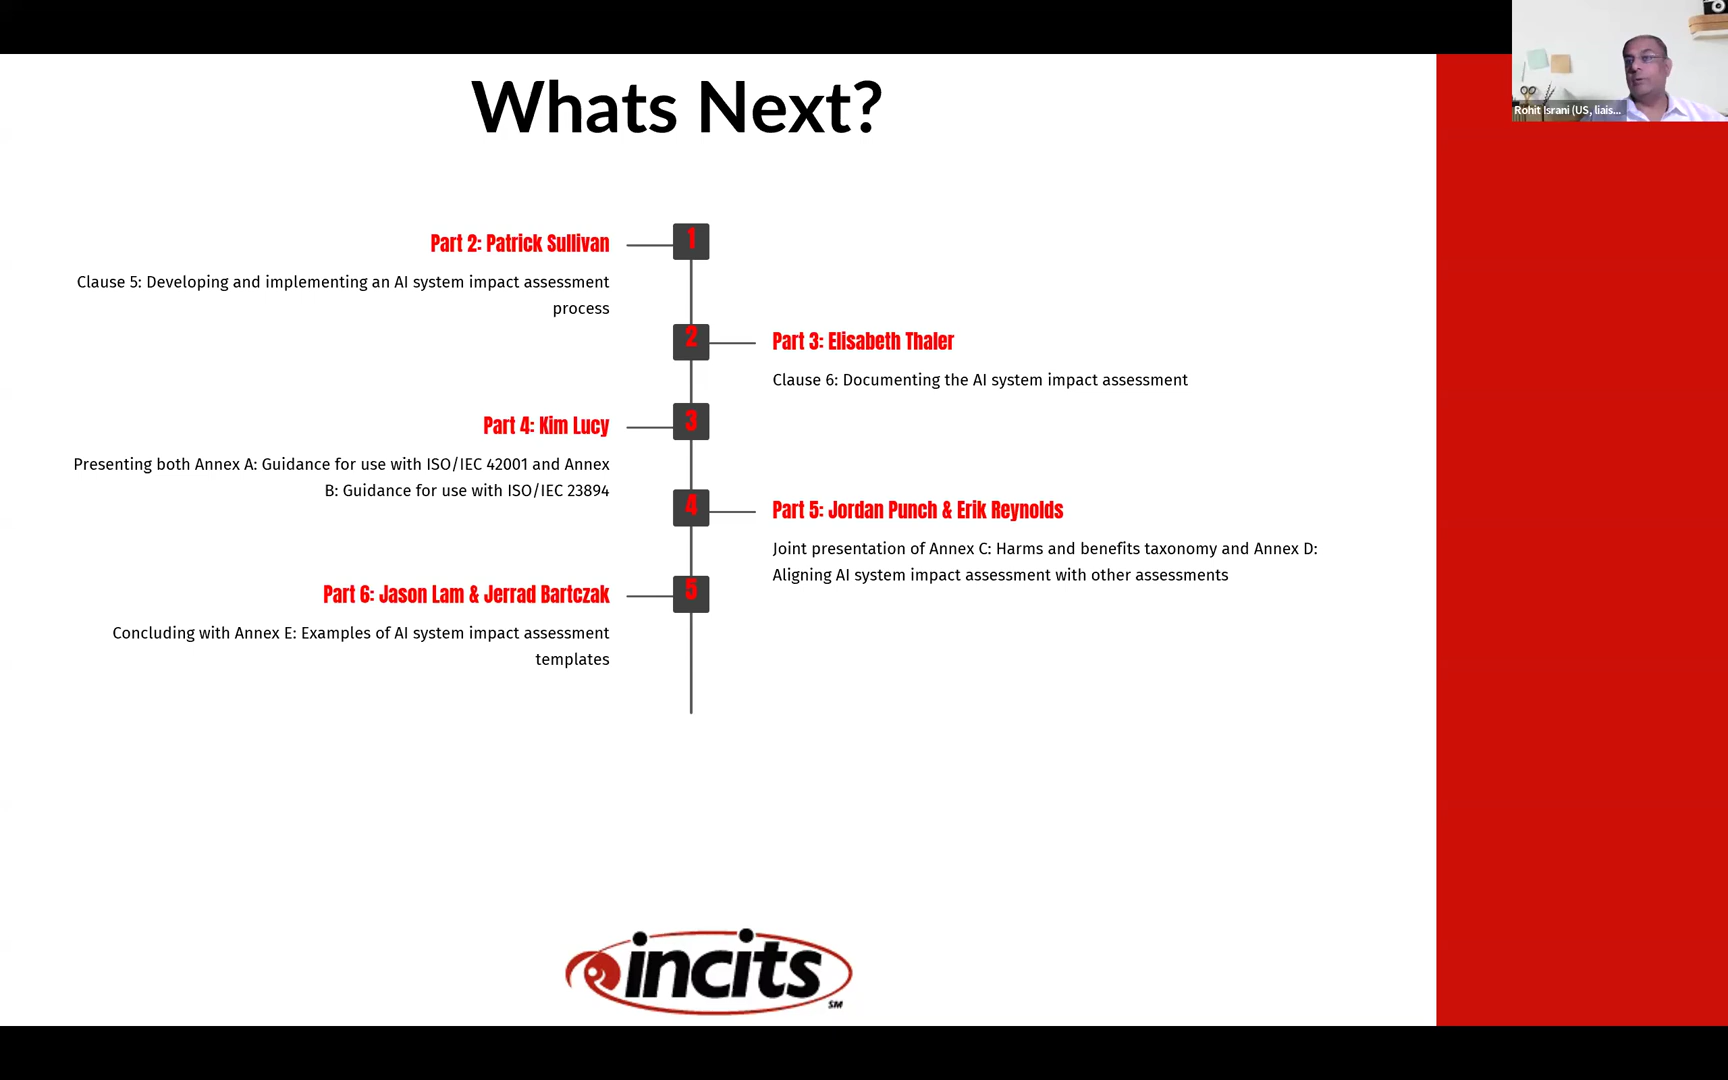 Whats Next?
Rohit Israni (US, liais...
Part 2: Patrick Sullivan
1
Clause 5: Developing and implementing an AI system impact assessment
process
2
Part 3: Elisabeth Thaler
Clause 6: Documenting the AI system impact assessment
Part 4: Kim Lucy
3
Presenting both Annex A: Guidance for use with ISO/IEC 42001 and Annex
B: Guidance for use with ISO/IEC 23894
4
Part 5: Jordan Punch & Erik Reynolds
Joint presentation of Annex C: Harms and benefits taxonomy and Annex D:
Aligning AI system impact assessment with other assessments
Part 6: Jason Lam & Jerrad Bartczak
5
Concluding with Annex E: Examples of AI system impact assessment
templates
incits
SM